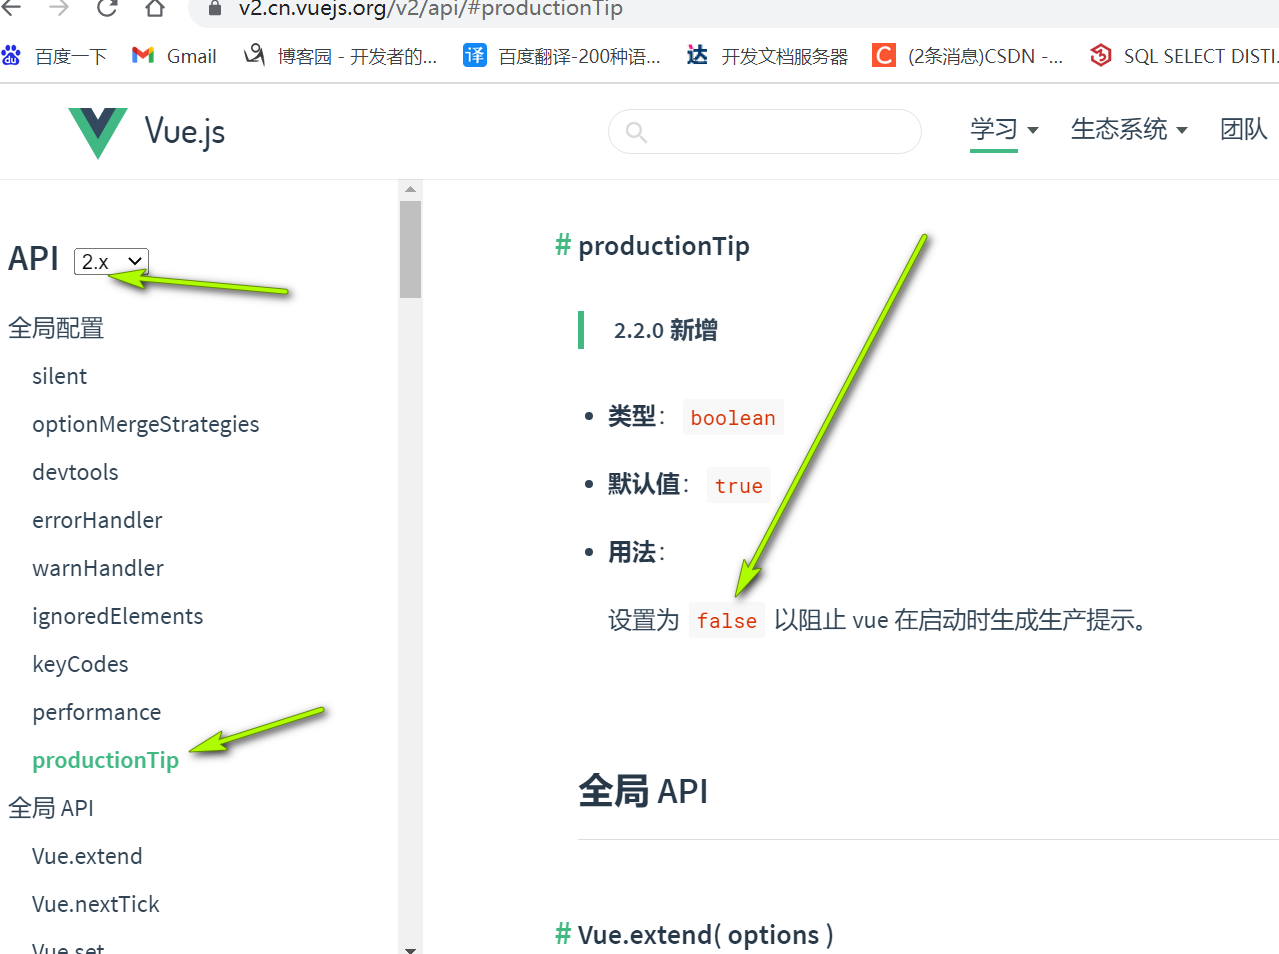 v2.cn.vuejs.org/v2/api/#productionTip
百度一下 Gmail 博客园 - 开发者的... 译 百度翻译-200种语... 达 开发文档服务器 C (2条消息)CSDN -... SQL SELECT DISTI.
Vue.js
学习 生态系统 团队
API 2.x
全局配置
silent
optionMergeStrategies
devtools
errorHandler
warnHandler
ignoredElements
keyCodes
performance
productionTip
全局 API
Vue.extend
Vue.nextTick
Vue.set
# productionTip
2.2.0 新增
• 类型： boolean
• 默认值： true
• 用法：
设置为 false 以阻止 vue 在启动时生成生产提示。
全局 API
# Vue.extend( options )